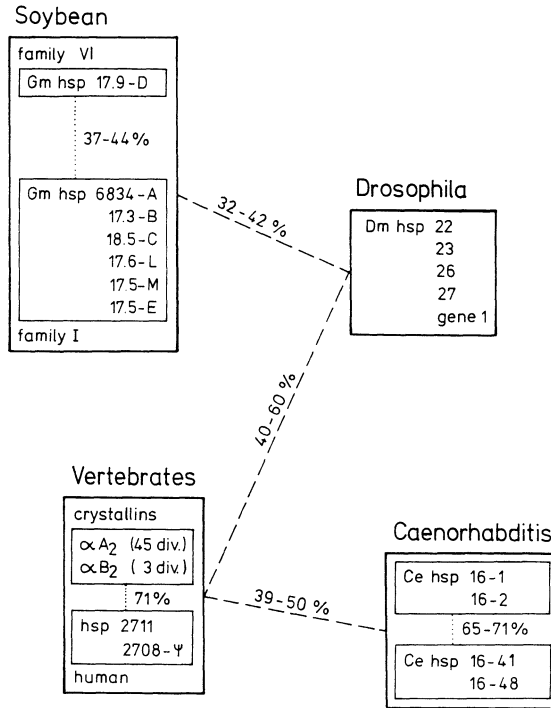 Soybean
family VI
Gm hsp 17.9-D
37-44%
Gm hsp 6834-A
17.3-B
18.5-C
17.6-L
17.5-M
17.5-E
family I
32-42 %
Drosophila
Dm hsp 22
23
26
27
gene 1
40-60 %
Vertebrates
crystallins
αA2 (45 div.)
αB2 ( 3 div.)
71%
hsp 2711
2708-Ψ
human
39-50 %
Caenorhabditis
Ce hsp 16-1
16-2
65-71%
Ce hsp 16-41
16-48